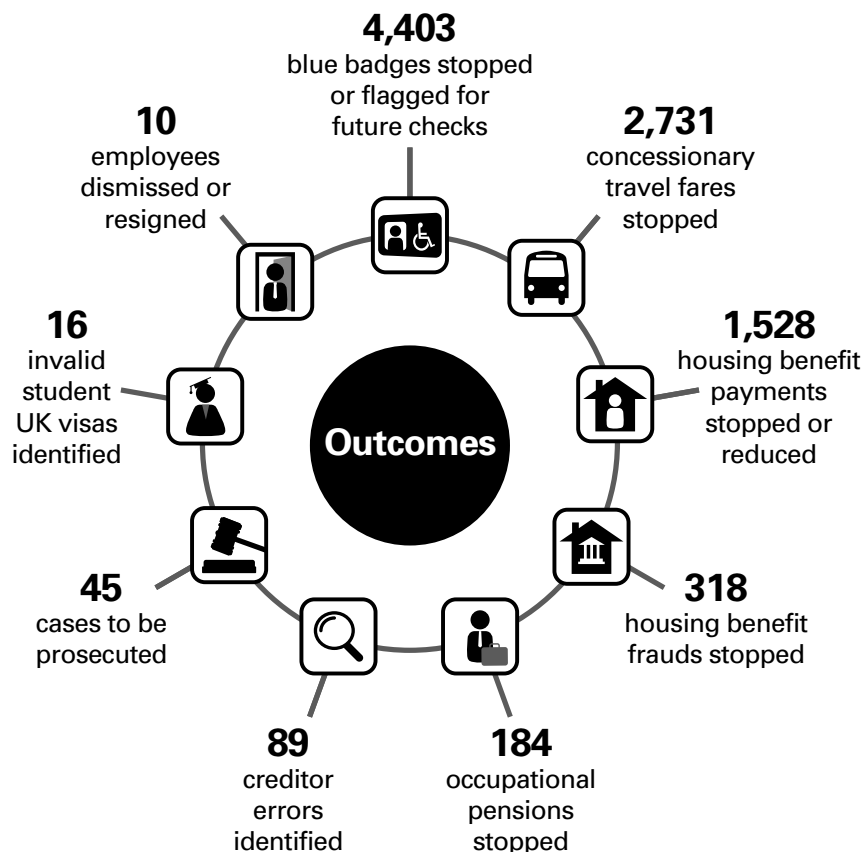 4,403
blue badges stopped
or flagged for
future checks
2,731
concessionary
travel fares
stopped
1,528
housing benefit
payments
stopped or
reduced
318
housing benefit
frauds stopped
184
occupational
pensions
stopped
89
creditor
errors
identified
45
cases to be
prosecuted
16
invalid
student
UK visas
identified
10
employees
dismissed or
resigned
Outcomes